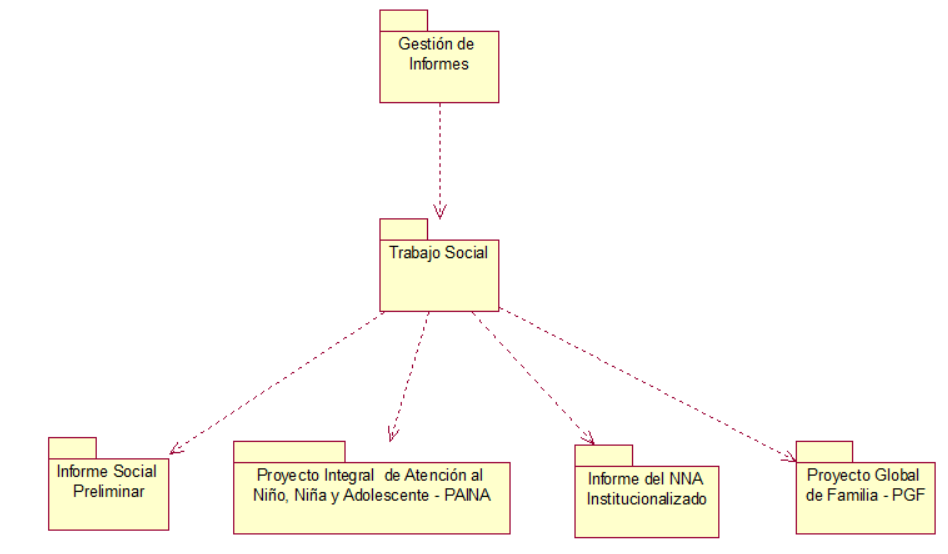 Gestión de
Informes
Trabajo Social
Informe Social
Preliminar
Proyecto Integral  de Atención al
Niño, Niña y Adolescente - PAINA
Informe del NNA
Institucionalizado
Proyecto Global
de Familia - PGF